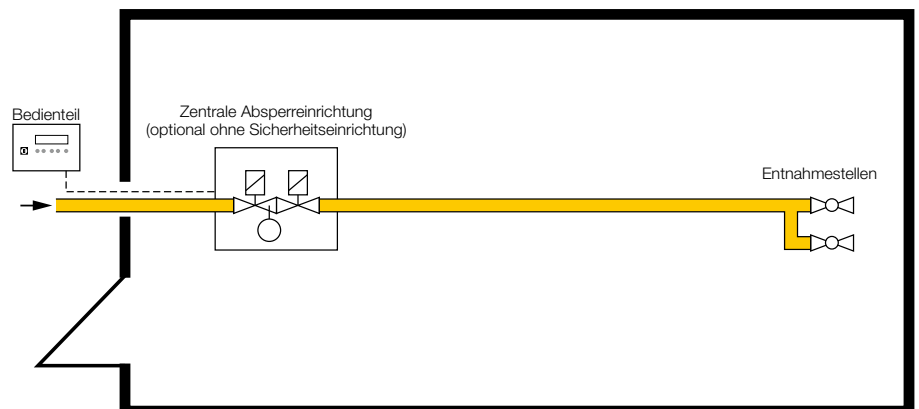 Bedienteil
Zentrale Absperreinrichtung
(optional ohne Sicherheitseinrichtung)
Entnahmestellen